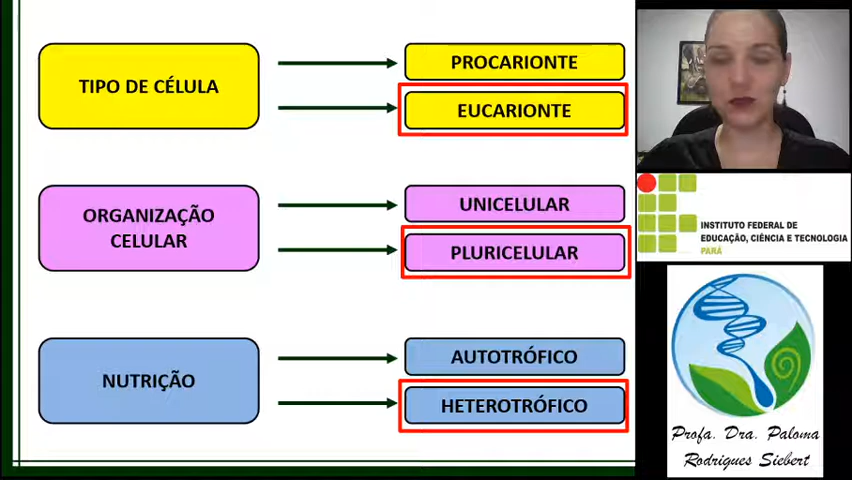 TIPO DE CÉLULA
PROCARIONTE
EUCARIONTE
ORGANIZAÇÃO
CELULAR
UNICELULAR
PLURICELULAR
NUTRIÇÃO
AUTOTRÓFICO
HETEROTRÓFICO
INSTITUTO FEDERAL DE
EDUCAÇÃO, CIÊNCIA E TECNOLOGIA
PARÁ
Profa. Dra. Paloma
Rodrigues Siebert